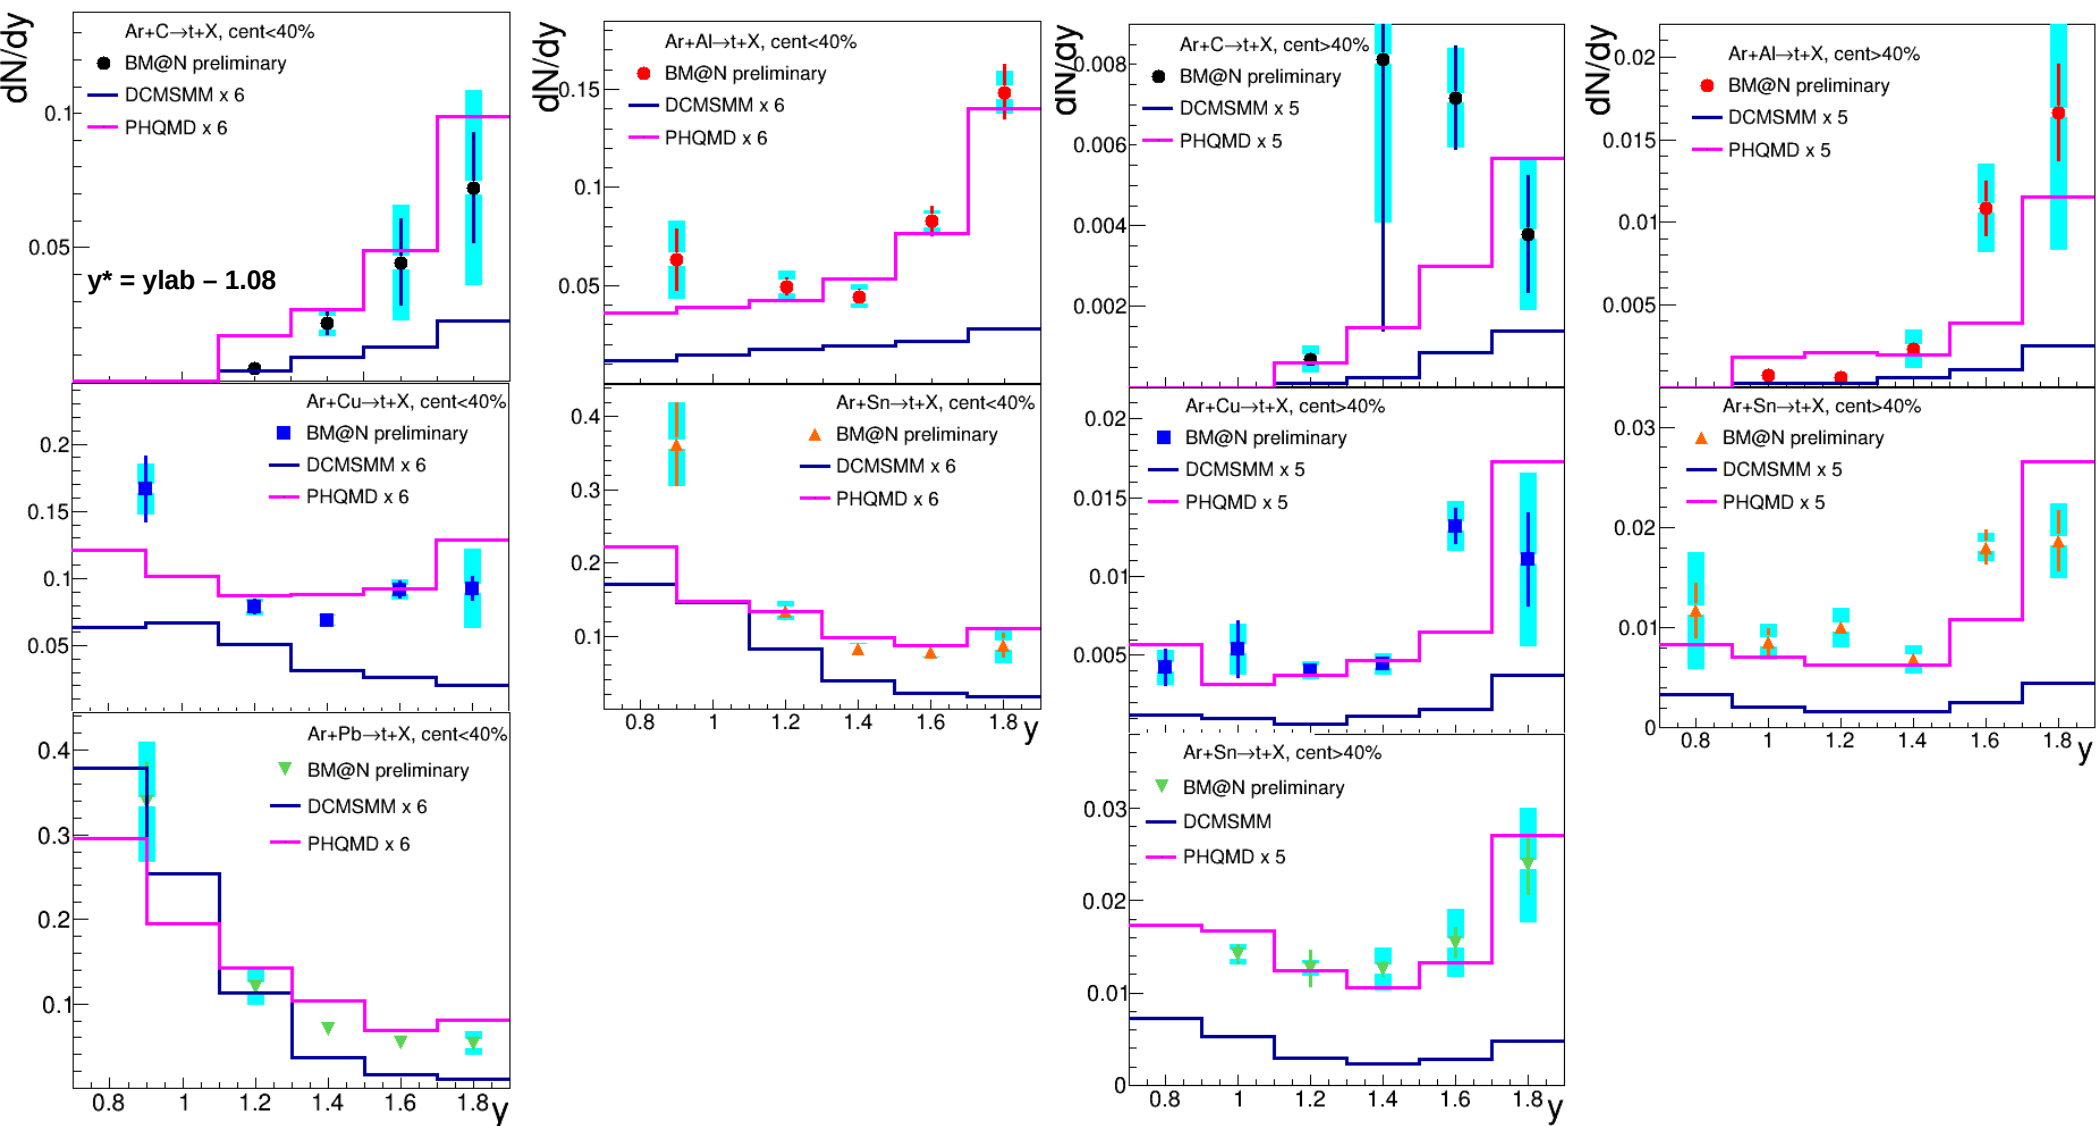 dN/dy
Ar+C→t+X, cent<40%
BM@N preliminary
DCMSMM x 6
PHQMD x 6
0.1
0.05
y* = ylab – 1.08
dN/dy
Ar+Al→t+X, cent<40%
BM@N preliminary
DCMSMM x 6
PHQMD x 6
0.15
0.1
0.05
dN/dy
Ar+C→t+X, cent>40%
BM@N preliminary
DCMSMM x 5
PHQMD x 5
0.008
0.006
0.004
0.002
dN/dy
Ar+Al→t+X, cent>40%
BM@N preliminary
DCMSMM x 5
PHQMD x 5
0.02
0.015
0.01
0.005
Ar+Cu→t+X, cent<40%
BM@N preliminary
DCMSMM x 6
PHQMD x 6
0.2
0.15
0.1
0.05
Ar+Sn→t+X, cent<40%
BM@N preliminary
DCMSMM x 6
PHQMD x 6
0.4
0.3
0.2
0.1
0.8 1 1.2 1.4 1.6 1.8
y
Ar+Cu→t+X, cent>40%
BM@N preliminary
DCMSMM x 5
PHQMD x 5
0.02
0.015
0.01
0.005
Ar+Sn→t+X, cent>40%
BM@N preliminary
DCMSMM x 5
PHQMD x 5
0.03
0.02
0.01
0
0.8 1 1.2 1.4 1.6 1.8
y
Ar+Pb→t+X, cent<40%
BM@N preliminary
DCMSMM x 6
PHQMD x 6
0.4
0.3
0.2
0.1
0.8 1 1.2 1.4 1.6 1.8
y
Ar+Sn→t+X, cent>40%
BM@N preliminary
DCMSMM
PHQMD x 5
0.03
0.02
0.01
0
0.8 1 1.2 1.4 1.6 1.8
y